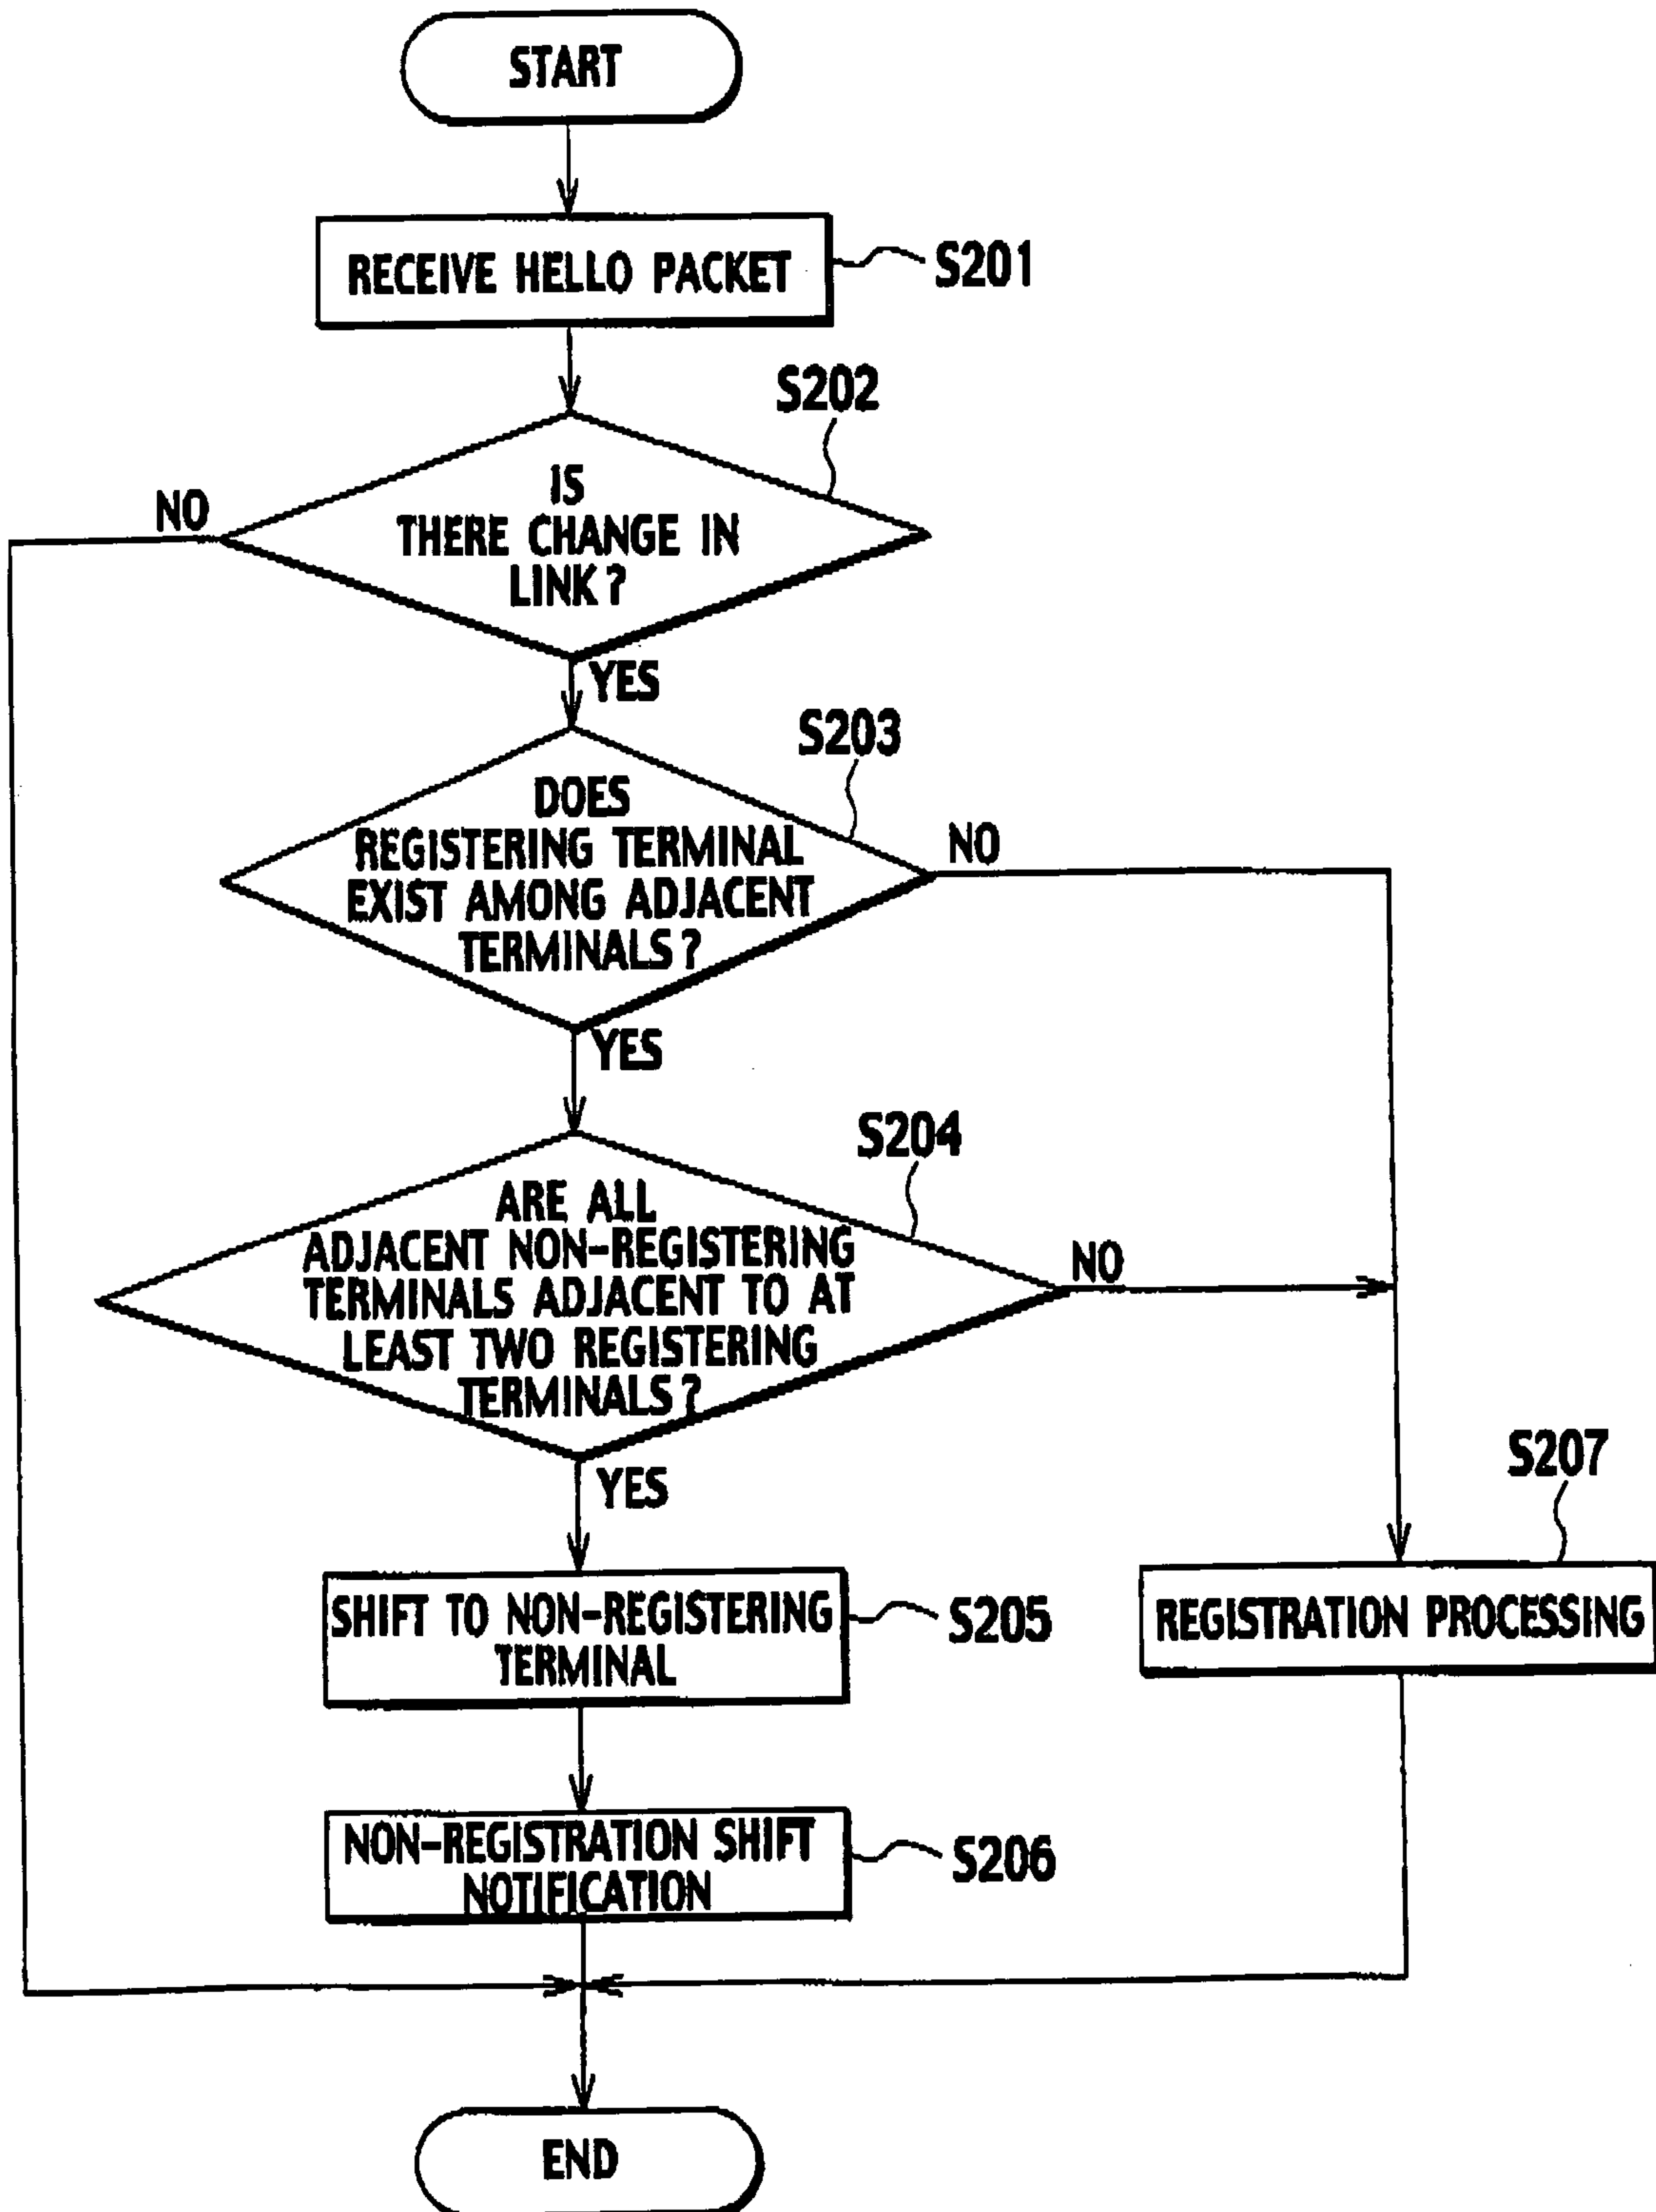 START
RECEIVE HELLO PACKET
S201
S202
IS
THERE CHANGE IN
LINK?
NO
YES
S203
DOES
REGISTERING TERMINAL
EXIST AMONG ADJACENT
TERMINALS?
NO
YES
S204
ARE ALL
ADJACENT NON-REGISTERING
TERMINALS ADJACENT TO AT
LEAST TWO REGISTERING
TERMINALS?
NO
YES
S207
SHIFT TO NON-REGISTERING
TERMINAL
S205
REGISTRATION PROCESSING
NON-REGISTRATION SHIFT
NOTIFICATION
S206
END